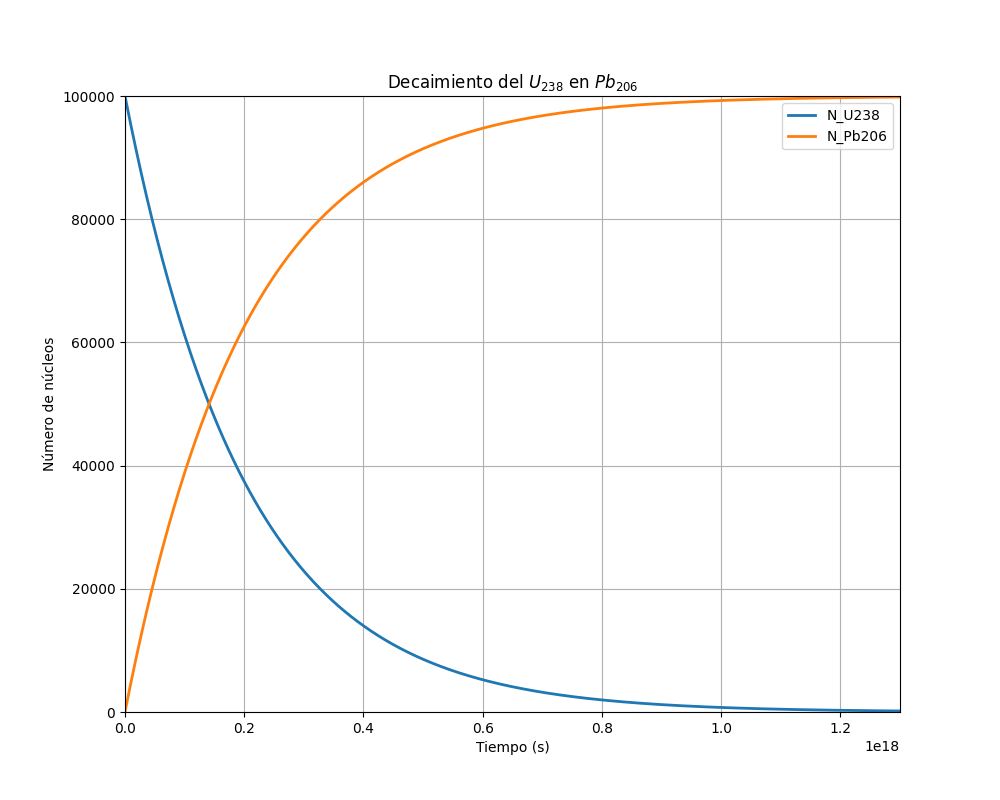 Decaimiento del U₂₃₈ en Pb₂₀₆
100000
80000
60000
40000
20000
0
Número de núcleos
N_U238
N_Pb206
0.0 0.2 0.4 0.6 0.8 1.0 1.2
1e18
Tiempo (s)